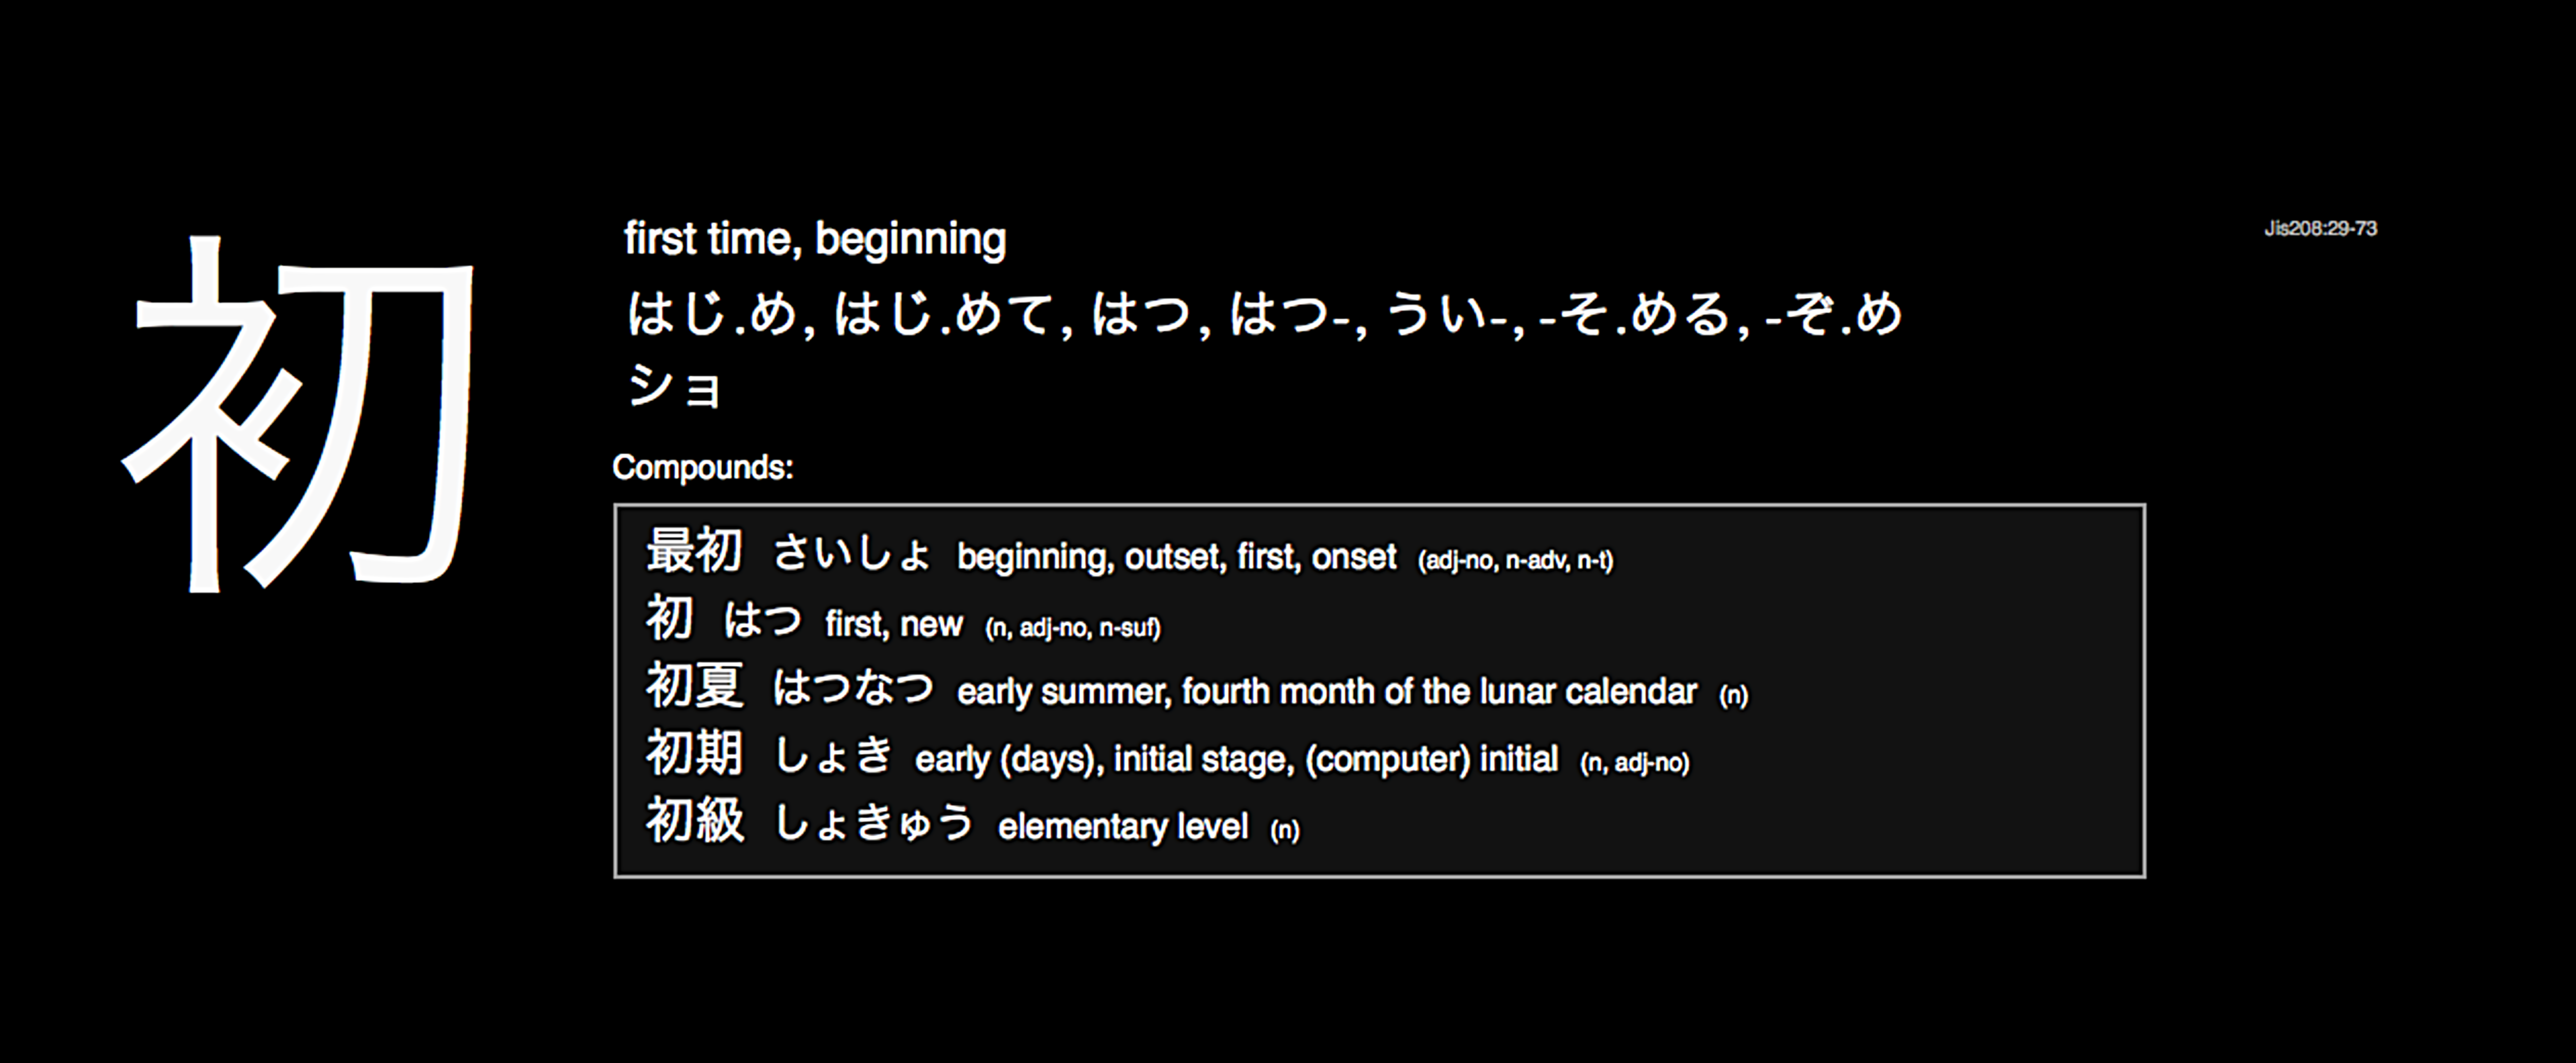 初
first time, beginning
Jis208:29-73
はじ.め, はじ.めて, はつ, はつ-, うい-, -そ.める, -ぞ.め
ショ
Compounds:
最初 さいしょ beginning, outset, first, onset (adj-no, n-adv, n-t)
初 はつ first, new (n, adj-no, n-suf)
初夏 はつなつ early summer, fourth month of the lunar calendar (n)
初期 しょき early (days), initial stage, (computer) initial (n, adj-no)
初級 しょきゅう elementary level (n)